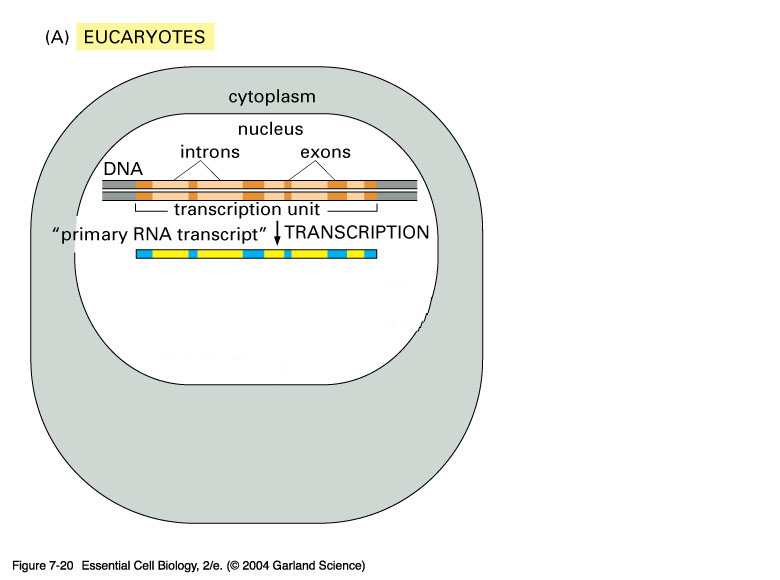 (A) EUCARYOTES
cytoplasm
nucleus
introns exons
DNA
transcription unit
“primary RNA transcript” TRANSCRIPTION
Figure 7-20 Essential Cell Biology, 2/e. (© 2004 Garland Science)